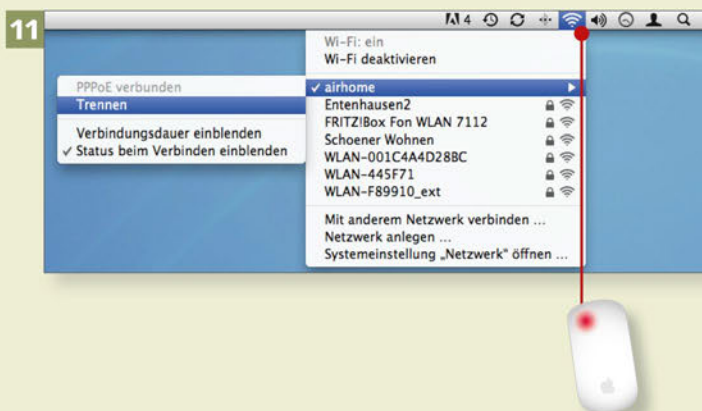 11
4
Wi-Fi: ein
Wi-Fi deaktivieren
✓ airhome
Entenhausen2
FRITZ!Box Fon WLAN 7112
Schoener Wohnen
WLAN-001C4A4D28BC
WLAN-445F71
WLAN-F89910_ext
Mit anderem Netzwerk verbinden ...
Netzwerk anlegen ...
Systemeinstellung „Netzwerk“ öffnen ...
PPPoE verbunden
Trennen
Verbindungsdauer einblenden
✓ Status beim Verbinden einblenden